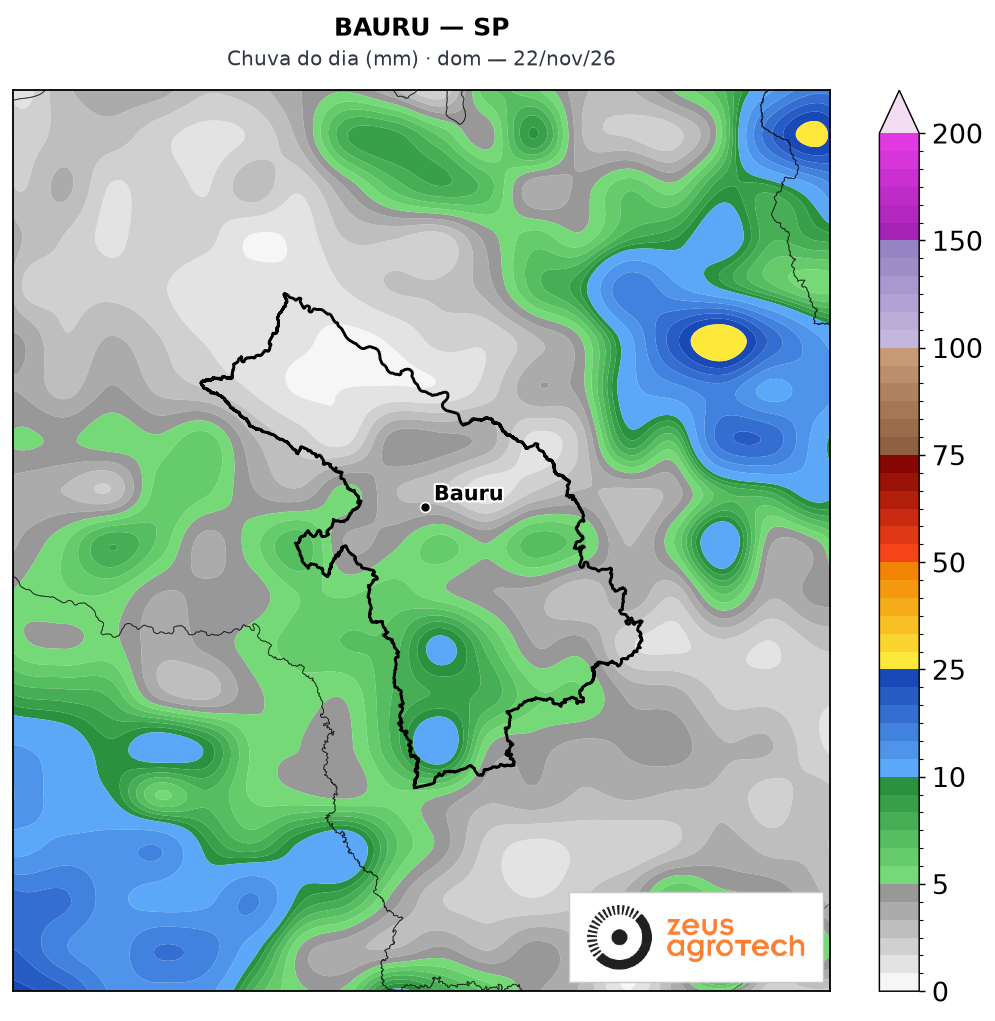 BAURU — SP
Chuva do dia (mm) · dom — 22/nov/26
200
150
100
75
50
25
10
5
0
Bauru
zeus
agrotech